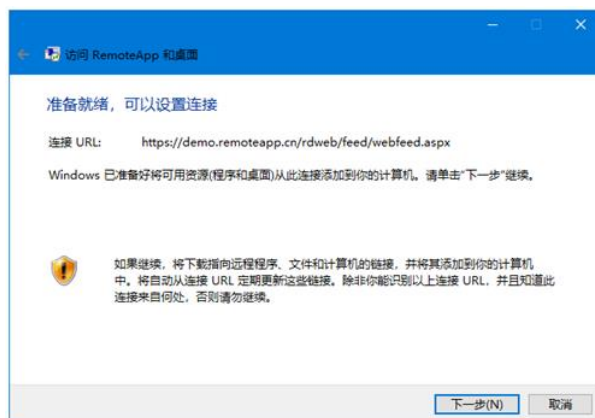 访问 RemoteApp 和桌面
准备就绪，可以设置连接
连接 URL: https://demo.remoteapp.cn/rdweb/feed/webfeed.aspx
Windows 已准备好将可用资源(程序和桌面)从此连接添加到你的计算机。请单击"下一步"继续。
如果继续，将下载指向远程程序、文件和计算机的链接，并将其添加到你的计算机
中。将自动从连接 URL 定期更新这些链接。除非你能识别以上连接 URL，并且知道此
连接来自何处，否则请勿继续。
下一步(N) 取消